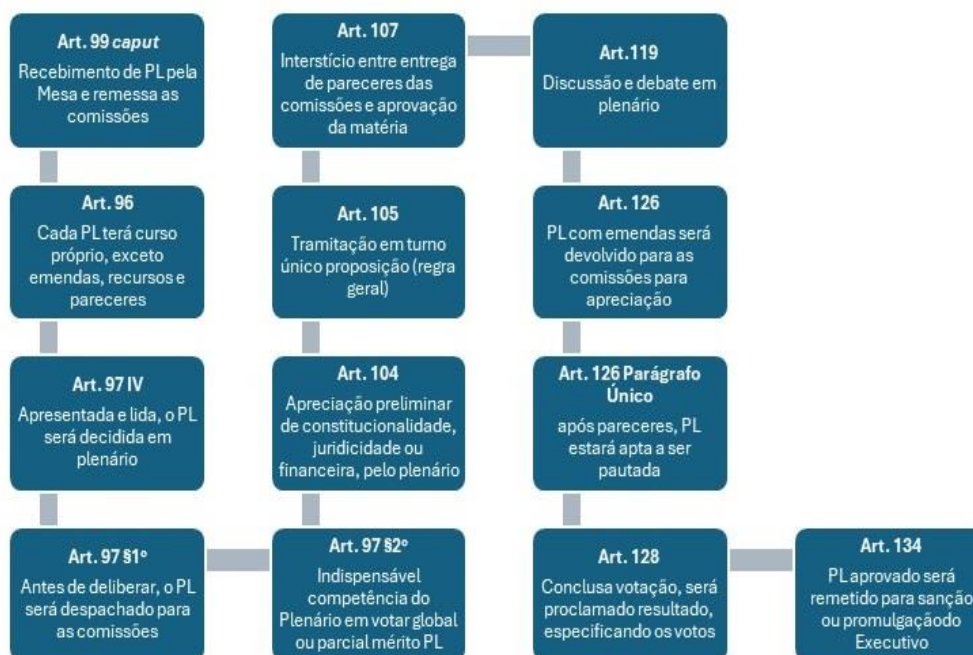 Art. 99 caput
Recebimento de PL pela
Mesa e remessa as
comissões
Art. 96
Cada PL terá curso
próprio, exceto
emendas, recursos e
pareceres
Art. 97 IV
Apresentada e lida, o PL
será decidida em
plenário
Art. 97 §1º
Antes de deliberar, o PL
será despachado para
as comissões
Art. 97 §2º
Indispensável
competência do
Plenário em votar global
ou parcial mérito PL
Art. 104
Apreciação preliminar
de constitucionalidade,
juridicidade ou
financeira, pelo plenário
Art. 105
Tramitação em turno
único proposição (regra
geral)
Art. 107
Interstício entre entrega
de pareceres das
comissões e aprovação
da matéria
Art.119
Discussão e debate em
plenário
Art. 126
PL com emendas será
devolvido para as
comissões para
apreciação
Art. 126 Parágrafo
Único
após pareceres, PL
estará apta a ser
pautada
Art. 128
Conclusa votação, será
proclamado resultado,
especificando os votos
Art. 134
PL aprovado será
remetido para sanção
ou promulgaçãodo
Executivo